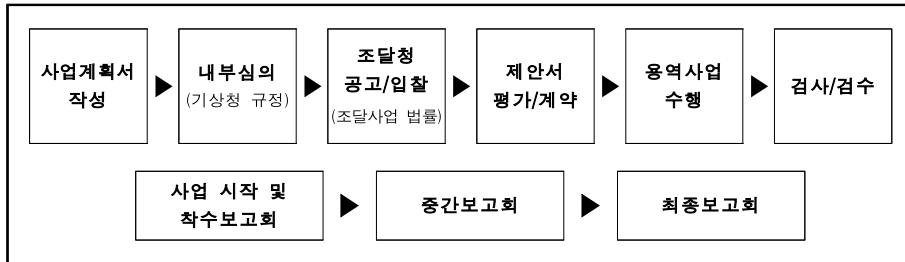 사업계획서
작성
내부심의
(기상청 규정)
조달청
공고/입찰
(조달사업 법률)
제안서
평가/계약
용역사업
수행
검사/검수
사업 시작 및
착수보고회
중간보고회
최종보고회